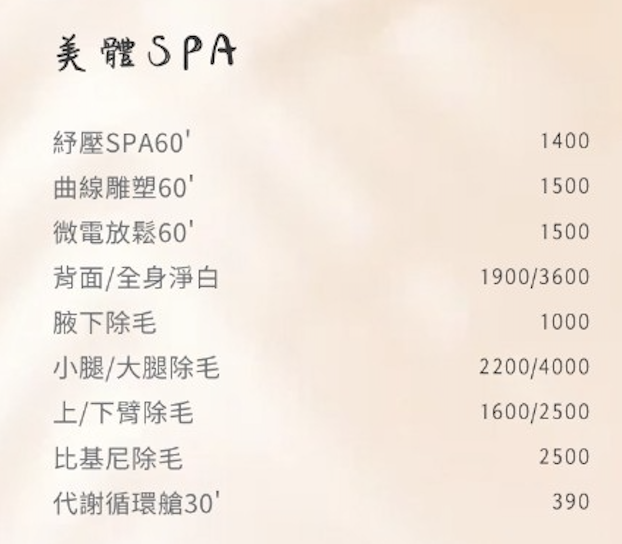 美體SPA
紓壓SPA60' 1400
曲線雕塑60' 1500
微電放鬆60' 1500
背面/全身淨白 1900/3600
腋下除毛 1000
小腿/大腿除毛 2200/4000
上/下臂除毛 1600/2500
比基尼除毛 2500
代謝循環艙30' 390